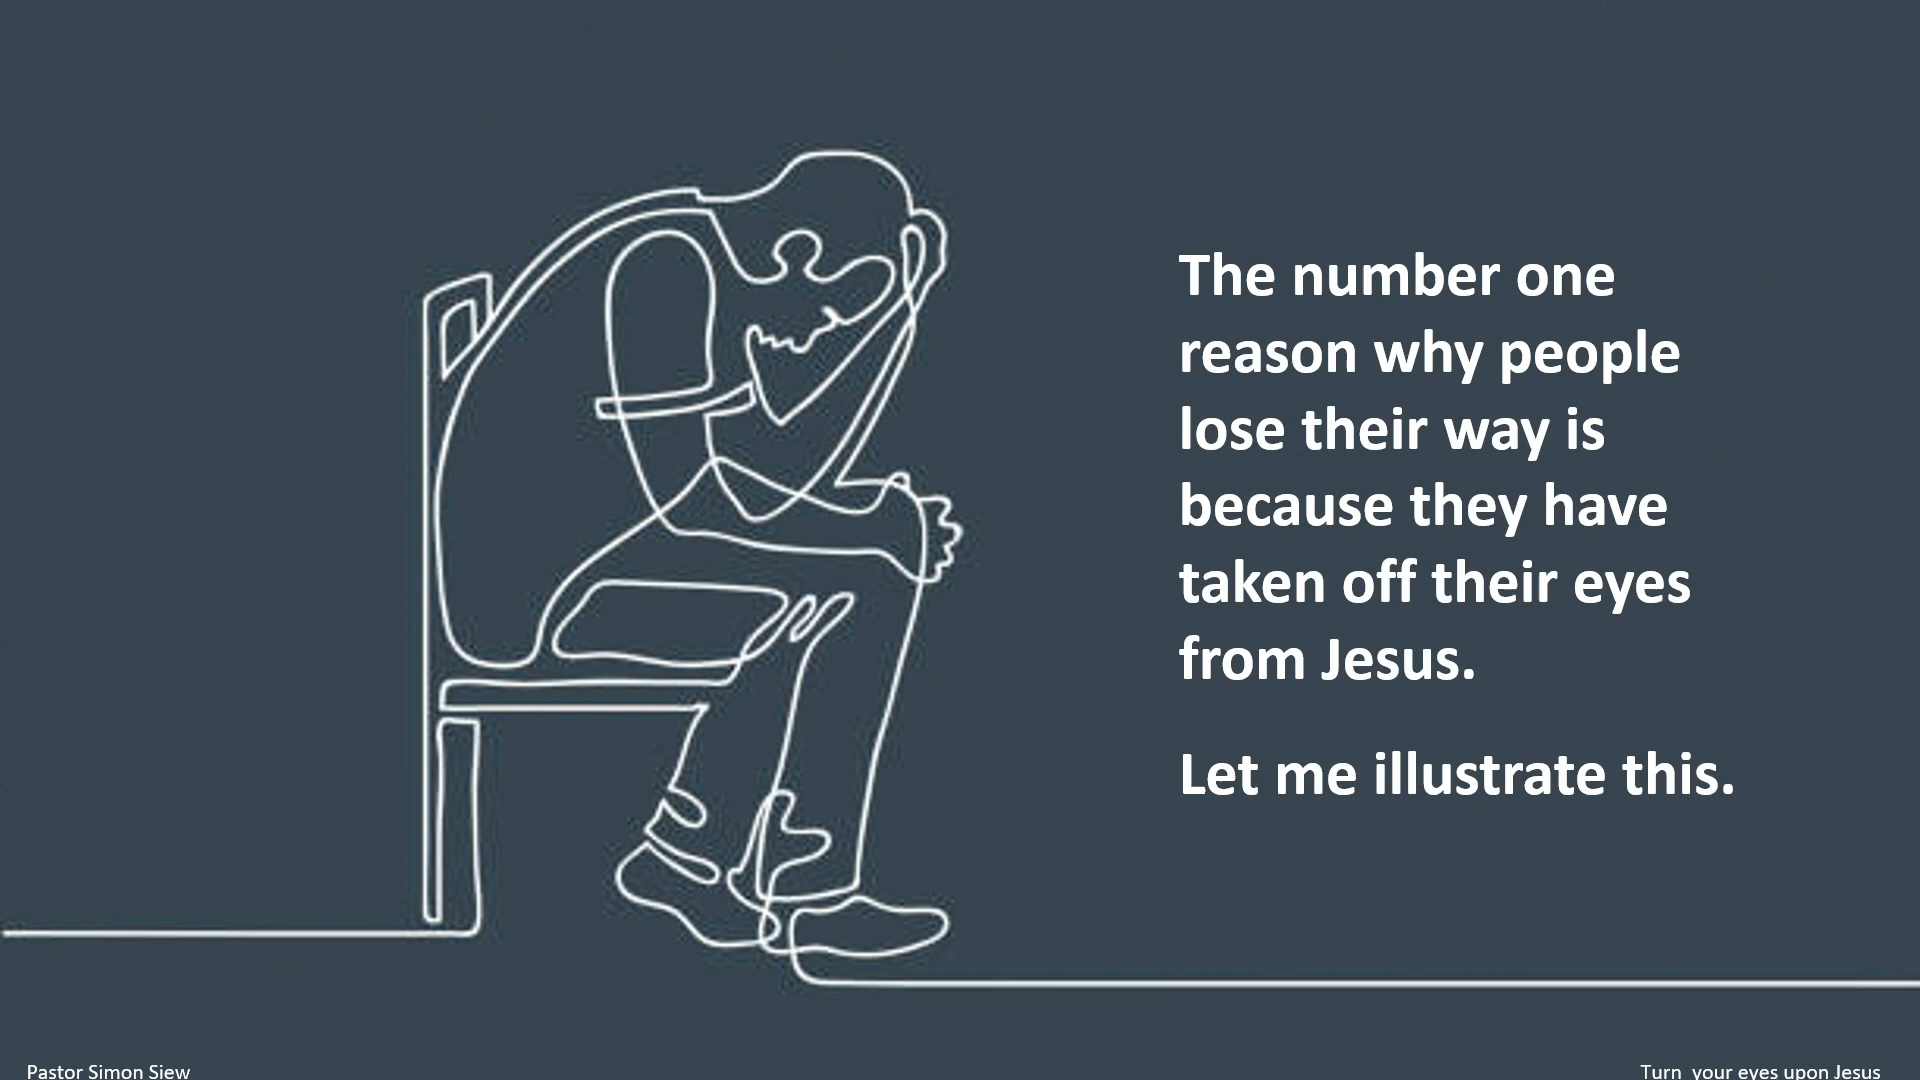 The number one
reason why people
lose their way is
because they have
taken off their eyes
from Jesus.
Let me illustrate this.
Pastor Simon Siew
Turn  your eyes upon Jesus